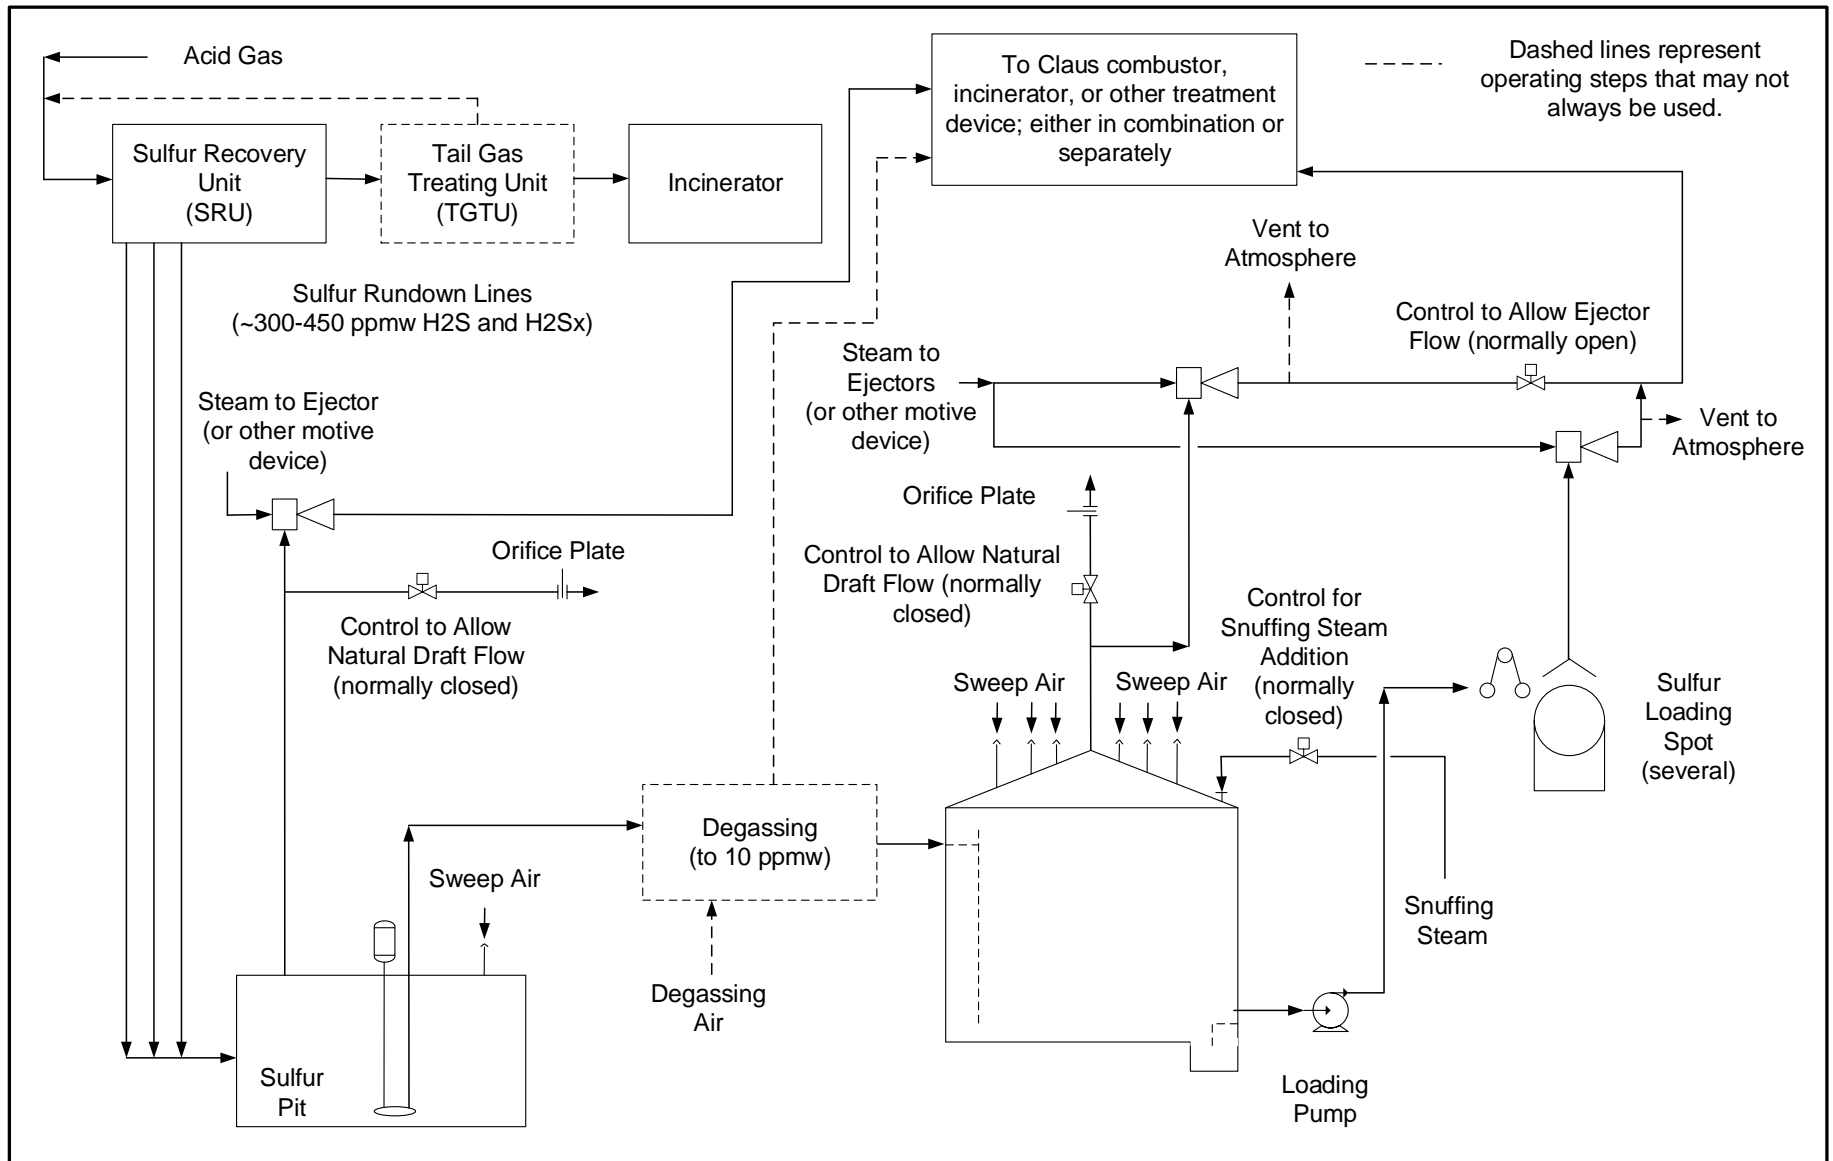 Acid Gas
Sulfur Recovery
Unit
(SRU)
Tail Gas
Treating Unit
(TGTU)
Incinerator
To Claus combustor,
incinerator, or other treatment
device; either in combination or
separately
Dashed lines represent
operating steps that may not
always be used.
Sulfur Rundown Lines
(~300-450 ppmw H2S and H2Sx)
Vent to
Atmosphere
Control to Allow Ejector
Flow (normally open)
Steam to
Ejectors
(or other motive
device)
Vent to
Atmosphere
Steam to Ejector
(or other motive
device)
Orifice Plate
Control to Allow
Natural Draft Flow
(normally closed)
Orifice Plate
Control to Allow Natural
Draft Flow (normally
closed)
Control for
Snuffing Steam
Addition
(normally
closed)
Sweep Air
Sweep Air
Sulfur
Loading
Spot
(several)
Degassing
(to 10 ppmw)
Sweep Air
Snuffing
Steam
Degassing
Air
Sulfur
Pit
Loading
Pump